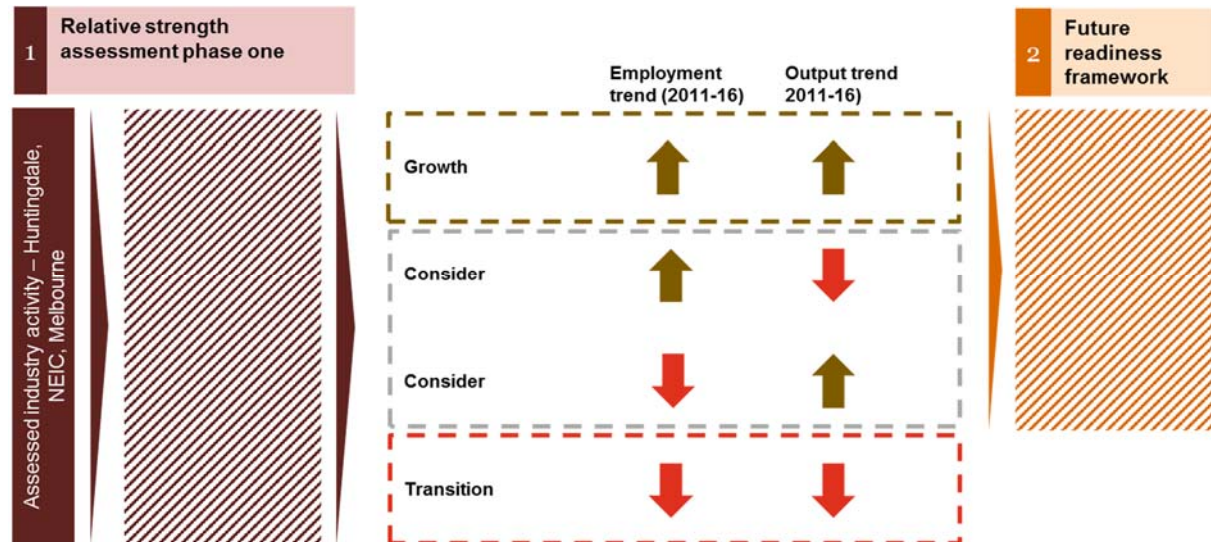 1
Relative strength
assessment phase one
2
Future
readiness
framework
Employment
trend (2011-16)
Output trend
2011-16)
Assessed industry activity – Huntingdale,
NEIC, Melbourne
Growth
Consider
Consider
Transition